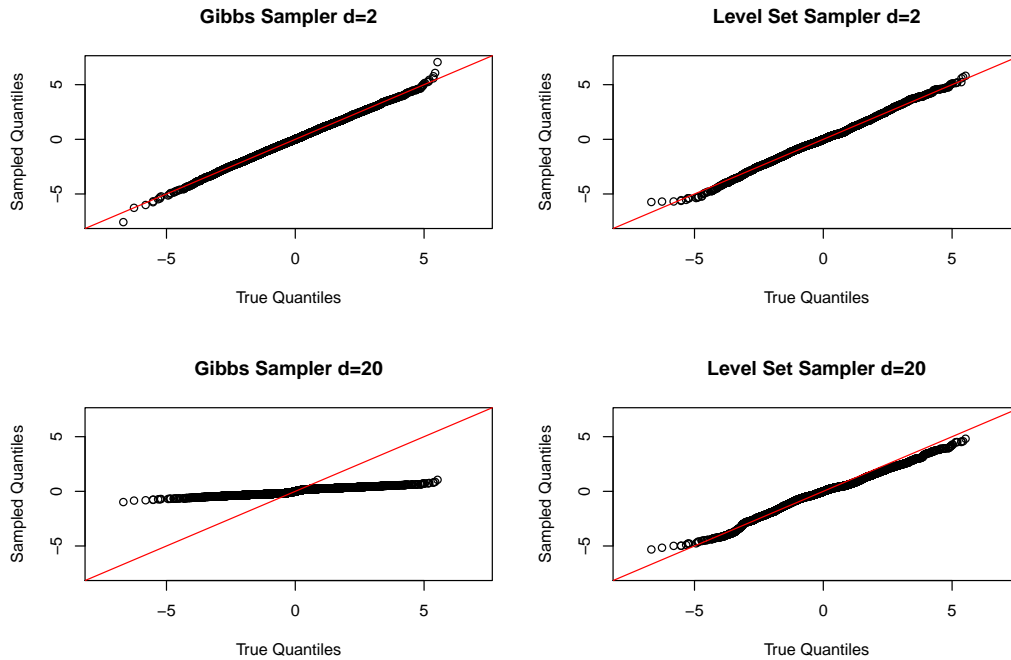 Gibbs Sampler d=2
Sampled Quantiles
5
0
−5
−5 0 5
True Quantiles
Level Set Sampler d=2
Sampled Quantiles
5
0
−5
−5 0 5
True Quantiles
Gibbs Sampler d=20
Sampled Quantiles
5
0
−5
−5 0 5
True Quantiles
Level Set Sampler d=20
Sampled Quantiles
5
0
−5
−5 0 5
True Quantiles